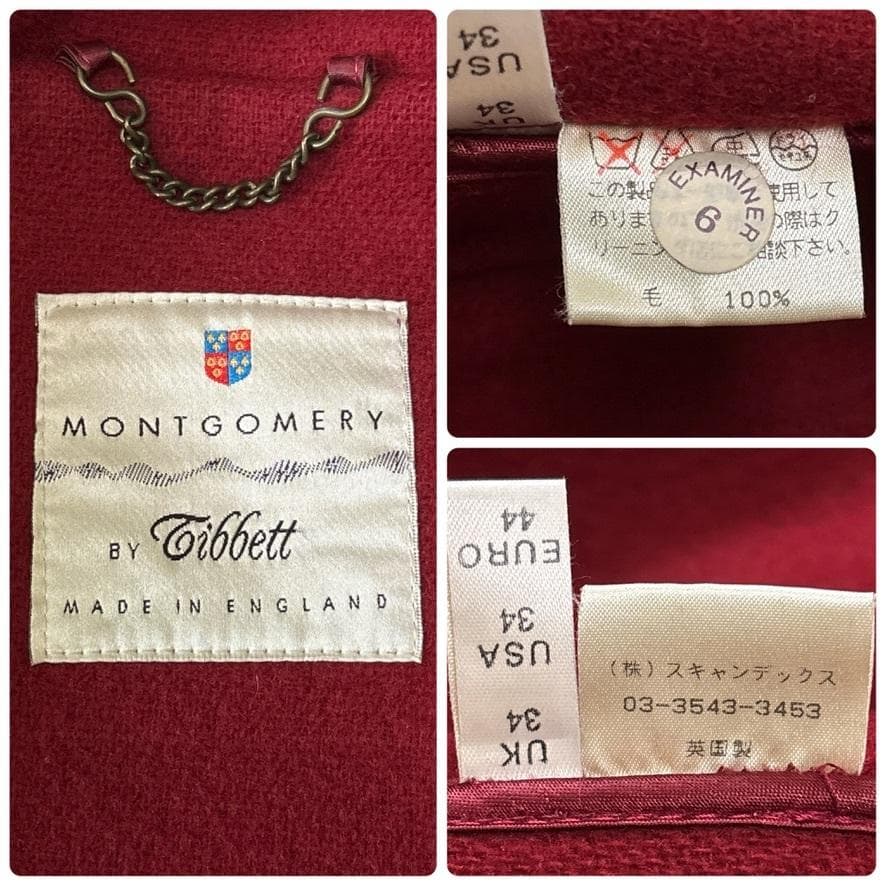 MONTGOMERY
BY Tibbett
MADE IN ENGLAND
34
USA
34
この製品 使用して
ありま の際はク
リーニン 談下さい。
毛 100%
EXAMINER
6
UK
34
USA
34
EURO
44
(株)スキャンデックス
03-3543-3453
英国製